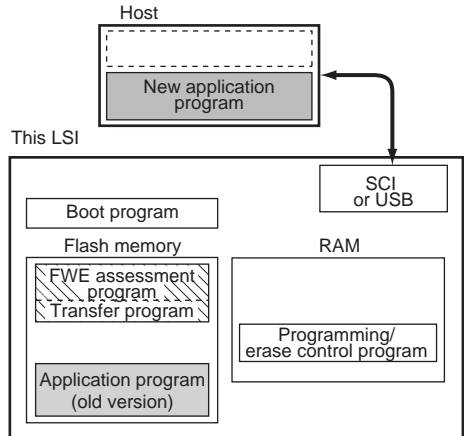 Host
New application
program
This LSI
SCI
or USB
Boot program
Flash memory
RAM
FWE assessment
program
Transfer program
Programming/
erase control program
Application program
(old version)